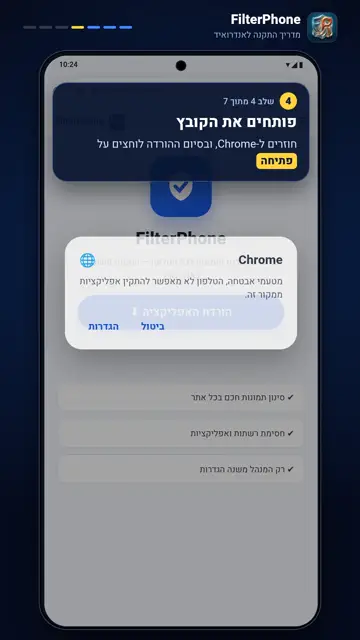 FilterPhone
מדריך התקנה לאנדרואיד
10:24
4 שלב 4 מתוך 7
פותחים את הקובץ
חוזרים ל-Chrome, ובסיום ההורדה לוחצים על
פתיחה
FilterPhone
Chrome
מטעמי אבטחה, הטלפון לא מאפשר להתקין אפליקציות
ממקור זה.
הורדת האפליקציה ⬇
ביטול הגדרות
✔ סינון תמונות חכם בכל אתר
✔ חסימת רשתות ואפליקציות
✔ רק המנהל משנה הגדרות